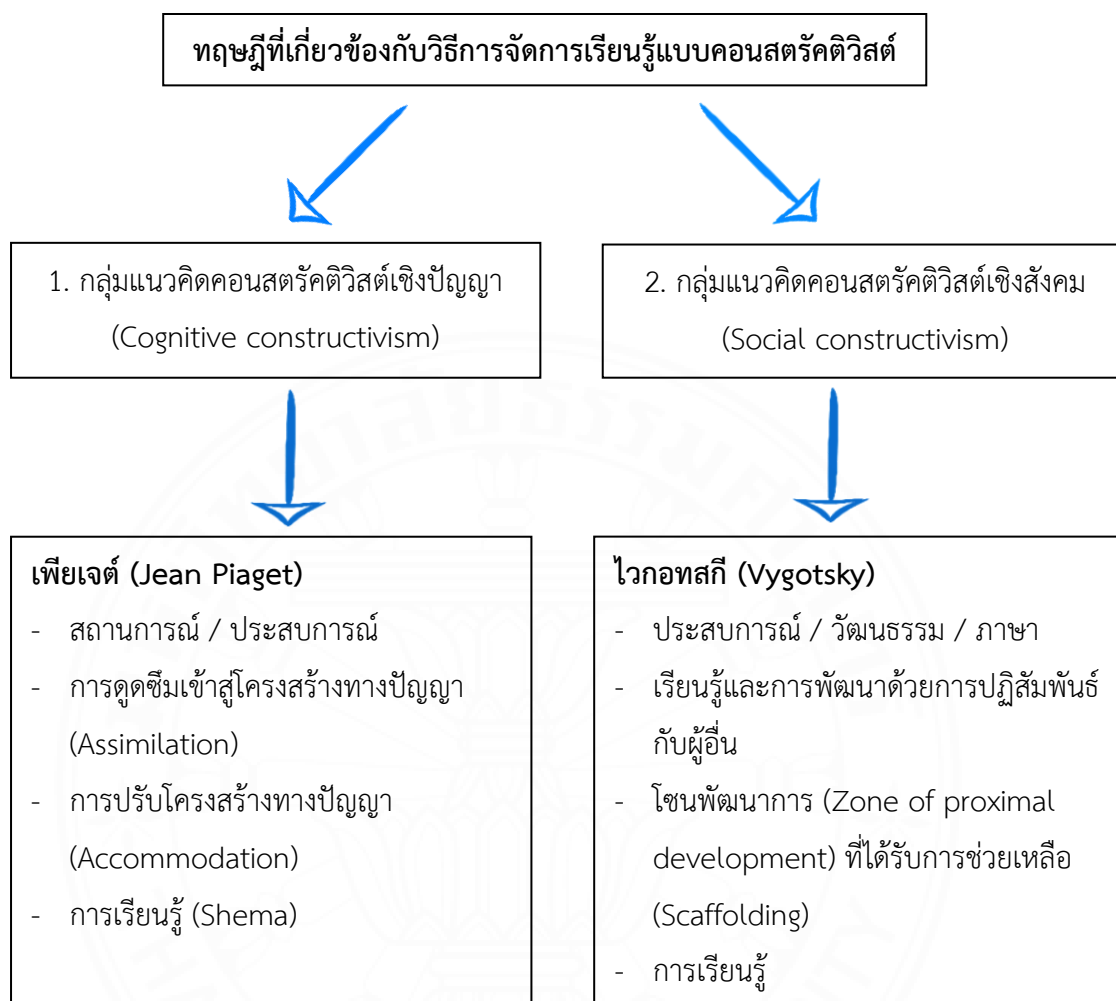 ทฤษฎีที่เกี่ยวข้องกับวิธีการจัดการเรียนรู้แบบคอนสตรัคติวิสต์
1. กลุ่มแนวคิดคอนสตรัคติวิสต์เชิงปัญญา
(Cognitive constructivism)
2. กลุ่มแนวคิดคอนสตรัคติวิสต์เชิงสังคม
(Social constructivism)
เพียเจต์ (Jean Piaget)
- สถานการณ์ / ประสบการณ์
- การดูดซึมเข้าสู่โครงสร้างทางปัญญา
(Assimilation)
- การปรับโครงสร้างทางปัญญา
(Accommodation)
- การเรียนรู้ (Shema)
ไวกอทสกี (Vygotsky)
- ประสบการณ์ / วัฒนธรรม / ภาษา
- เรียนรู้และการพัฒนาด้วยการปฏิสัมพันธ์
กับผู้อื่น
- โซนพัฒนาการ (Zone of proximal
development) ที่ได้รับการช่วยเหลือ
(Scaffolding)
- การเรียนรู้